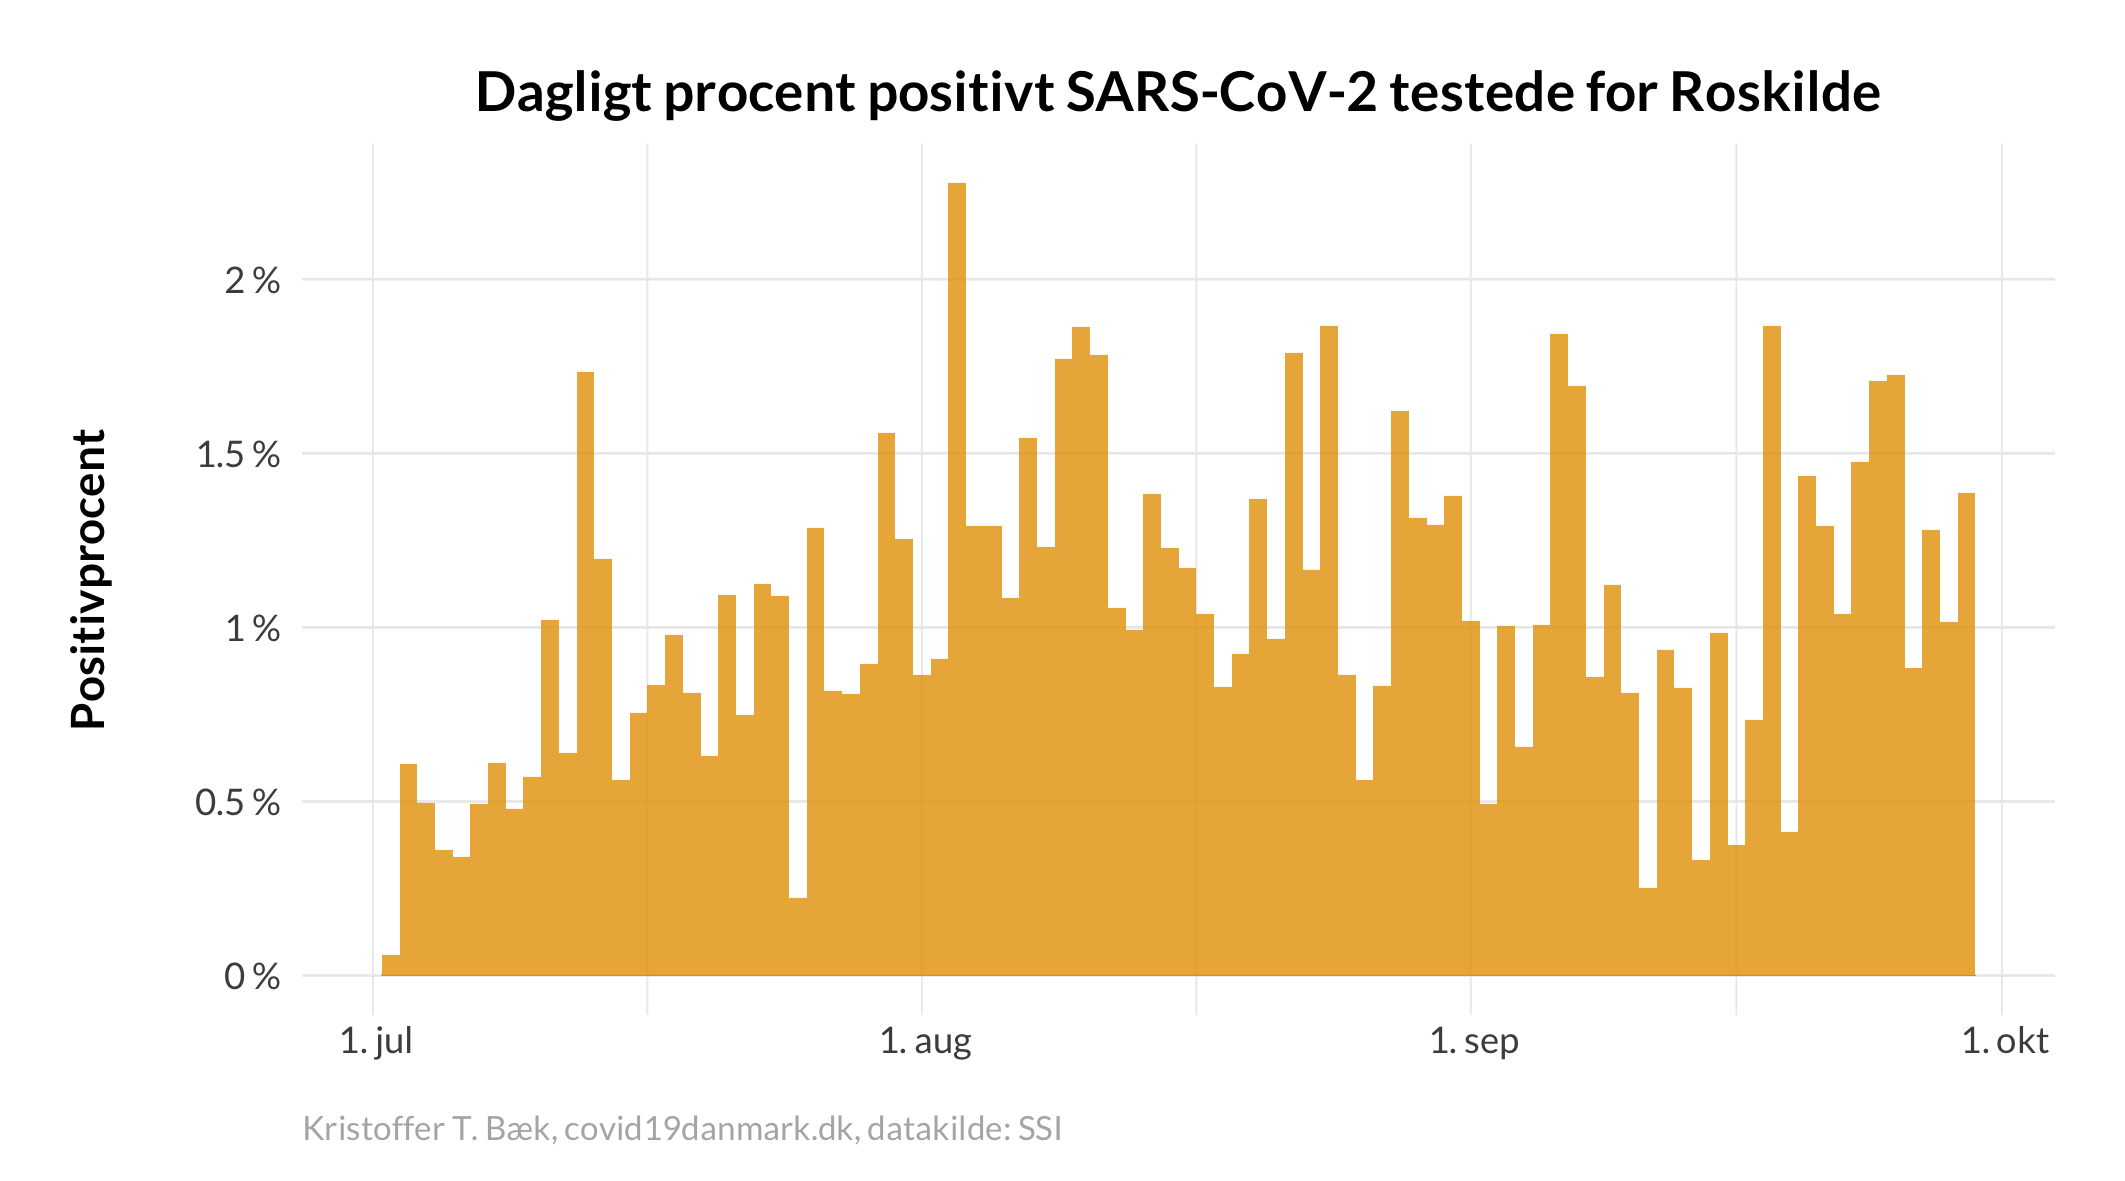 Dagligt procent positivt SARS-CoV-2 testede for Roskilde
Positivprocent
2 %
1.5 %
1 %
0.5 %
0 %
1. jul
1. aug
1. sep
1. okt
Kristoffer T. Bæk, covid19danmark.dk, datakilde: SSI